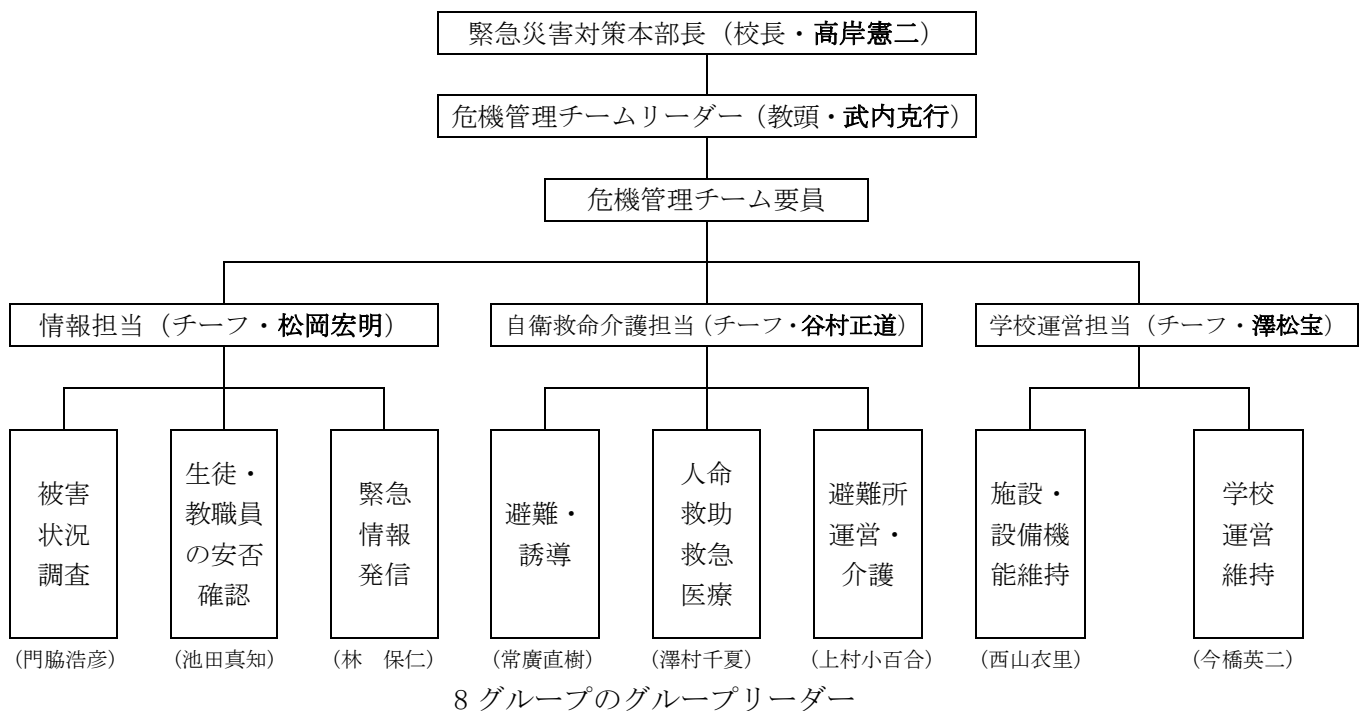 緊急災害対策本部長（校長・高岸憲二）
危機管理チームリーダー（教頭・武内克行）
危機管理チーム要員
情報担当（チーフ・松岡宏明）
自衛救命介護担当（チーフ・谷村正道）
学校運営担当（チーフ・澤松宝）
被害
状況
調査
生徒・
教職員
の安否
確認
緊急
情報
発信
避難・
誘導
人命
救助
救急
医療
避難所
運営・
介護
施設・
設備機
能維持
学校
運営
維持
(門脇浩彦)
(池田真知)
(林　保仁)
(常廣直樹)
(澤村千夏)
(上村小百合)
(西山衣里)
(今橋英二)
8 グループのグループリーダー